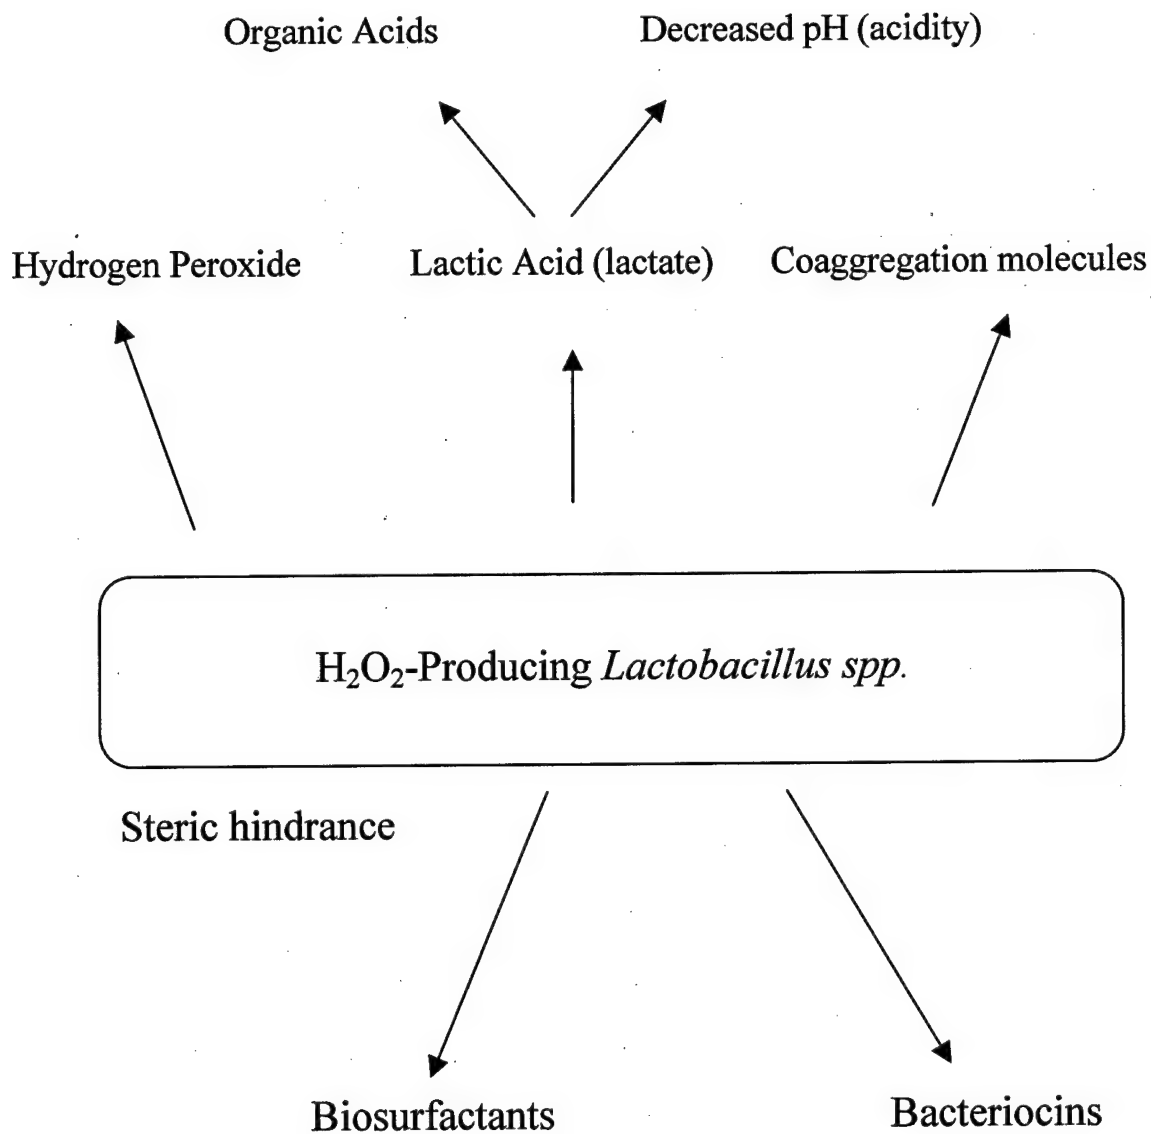 Organic Acids
Decreased pH (acidity)
Hydrogen Peroxide
Lactic Acid (lactate)
Coaggregation molecules
H₂O₂-Producing Lactobacillus spp.
Steric hindrance
Biosurfactants
Bacteriocins